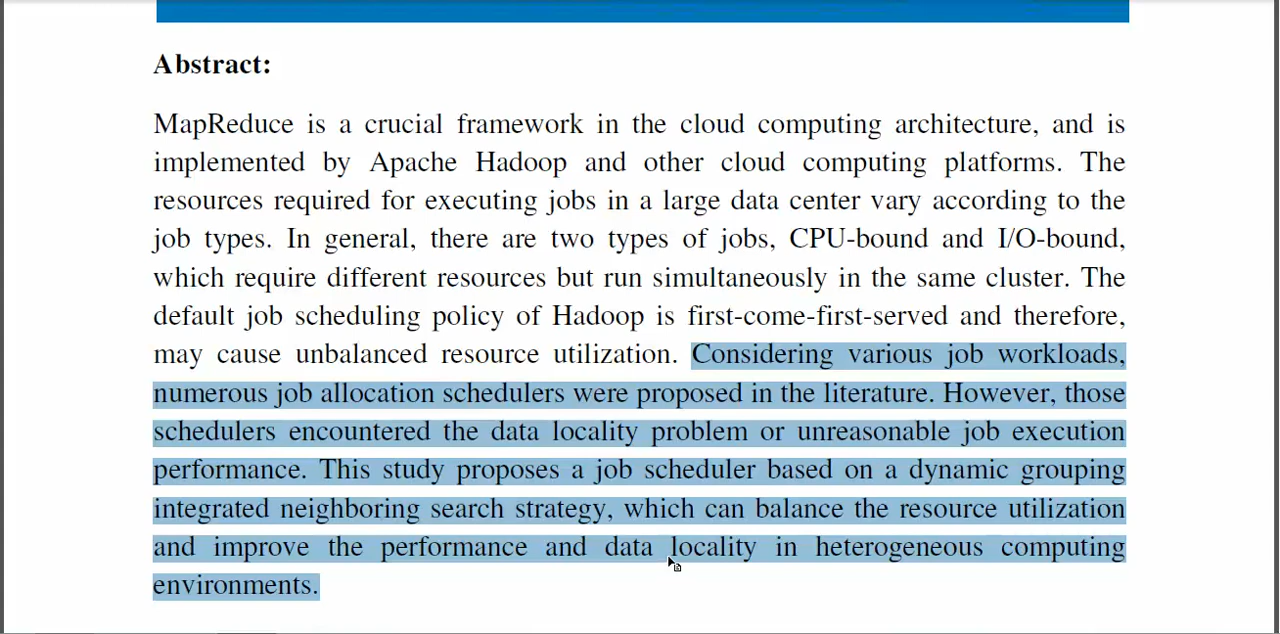 Abstract:
MapReduce is a crucial framework in the cloud computing architecture, and is
implemented by Apache Hadoop and other cloud computing platforms. The
resources required for executing jobs in a large data center vary according to the
job types. In general, there are two types of jobs, CPU-bound and I/O-bound,
which require different resources but run simultaneously in the same cluster. The
default job scheduling policy of Hadoop is first-come-first-served and therefore,
may cause unbalanced resource utilization. Considering various job workloads,
numerous job allocation schedulers were proposed in the literature. However, those
schedulers encountered the data locality problem or unreasonable job execution
performance. This study proposes a job scheduler based on a dynamic grouping
integrated neighboring search strategy, which can balance the resource utilization
and improve the performance and data locality in heterogeneous computing
environments.